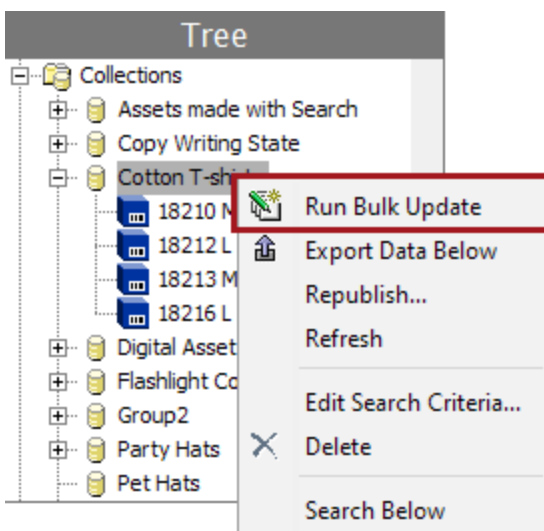 Tree
Collections
Assets made with Search
Copy Writing State
Cotton T-shi
18210 M
18212 L
18213 M
18216 L
Digital Asset
Flashlight Co
Group2
Party Hats
Pet Hats
Run Bulk Update
Export Data Below
Republish...
Refresh
Edit Search Criteria...
Delete
Search Below